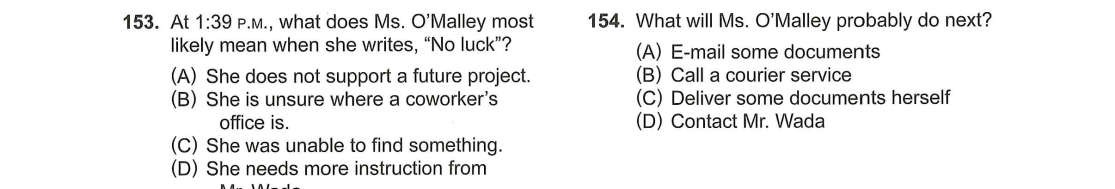 153. At 1:39 P.M., what does Ms. O’Malley most
likely mean when she writes, “No luck”?
(A) She does not support a future project.
(B) She is unsure where a coworker’s
office is.
(C) She was unable to find something.
(D) She needs more instruction from
Mr. Wada.
154. What will Ms. O’Malley probably do next?
(A) E-mail some documents
(B) Call a courier service
(C) Deliver some documents herself
(D) Contact Mr. Wada